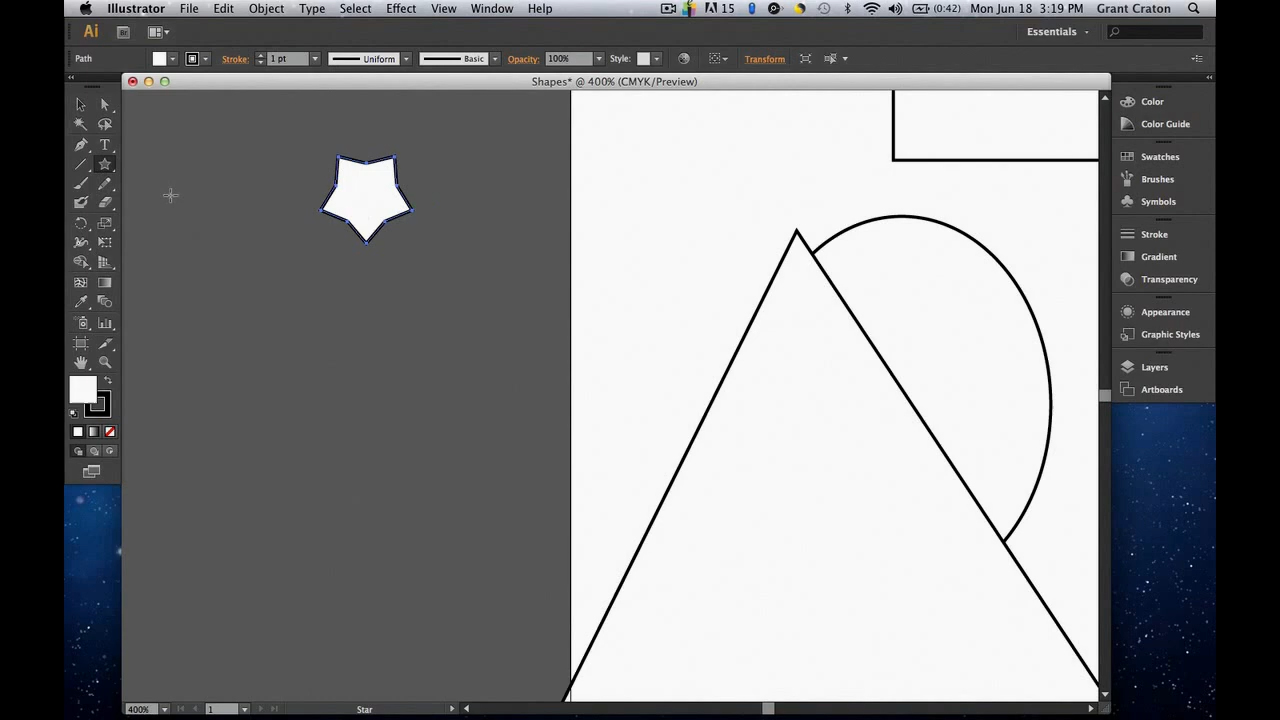 Illustrator File Edit Object Type Select Effect View Window Help 15 (0:42) Mon Jun 18 3:19 PM Grant Craton
Ai Br Essentials
Path Stroke: 1 pt Uniform Basic Opacity: 100% Style: Transform
Shapes* @ 400% (CMYK/Preview)
Color
Color Guide
Swatches
Brushes
Symbols
Stroke
Gradient
Transparency
Appearance
Graphic Styles
Layers
Artboards
400% 1 Star